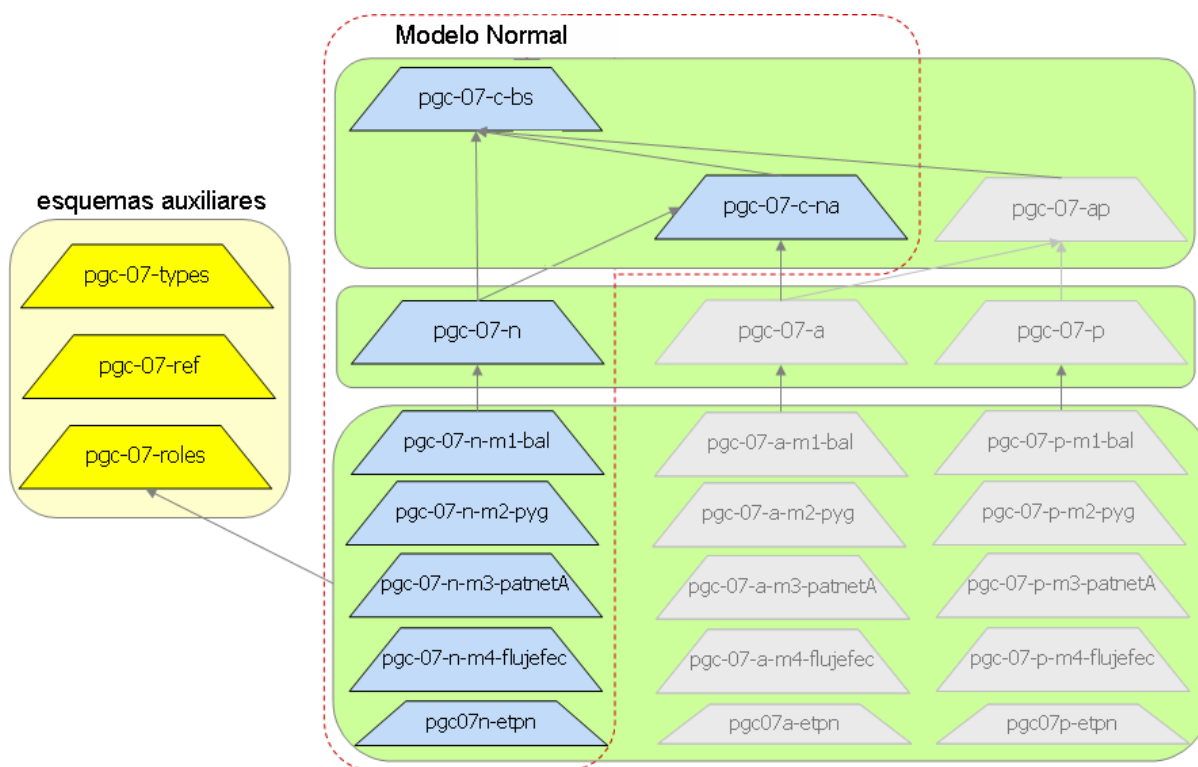 Modelo Normal
pgc-07-c-bs
pgc-07-c-na
pgc-07-ap
esquemas auxiliares
pgc-07-types
pgc-07-ref
pgc-07-roles
pgc-07-n
pgc-07-a
pgc-07-p
pgc-07-n-m1-bal
pgc-07-a-m1-bal
pgc-07-p-m1-bal
pgc-07-n-m2-pyg
pgc-07-a-m2-pyg
pgc-07-p-m2-pyg
pgc-07-n-m3-patnetA
pgc-07-a-m3-patnetA
pgc-07-p-m3-patnetA
pgc-07-n-m4-flujefec
pgc-07-a-m4-flujefec
pgc-07-p-m4-flujefec
pgc07n-etpn
pgc07a-etpn
pgc07p-etpn